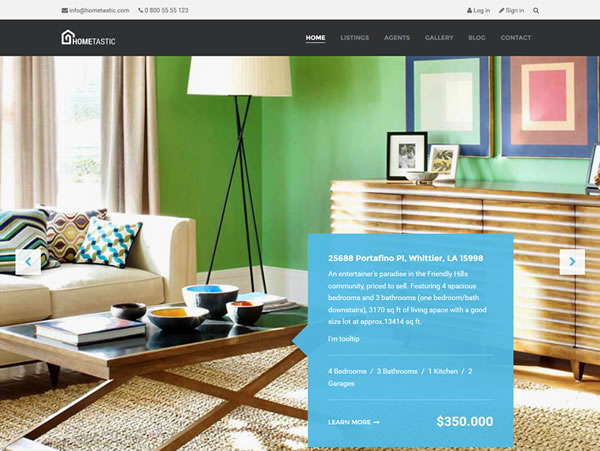 info@hometastic.com 0 800 55 55 123 Log in Sign in
HOMETASTIC HOME LISTINGS AGENTS GALLERY BLOG CONTACT
25688 Portafino Pl, Whittier, LA 15998
An entertainer's paradise in the Friendly Hills
community, priced to sell. Featuring 4 spacious
bedrooms and 3 bathrooms (one bedroom/bath
downstairs), 3170 sq ft of living space with a good
size lot at approx.13414 sq ft.
I'm tooltip
4 Bedrooms / 3 Bathrooms / 1 Kitchen / 2
Garages
LEARN MORE $350.000